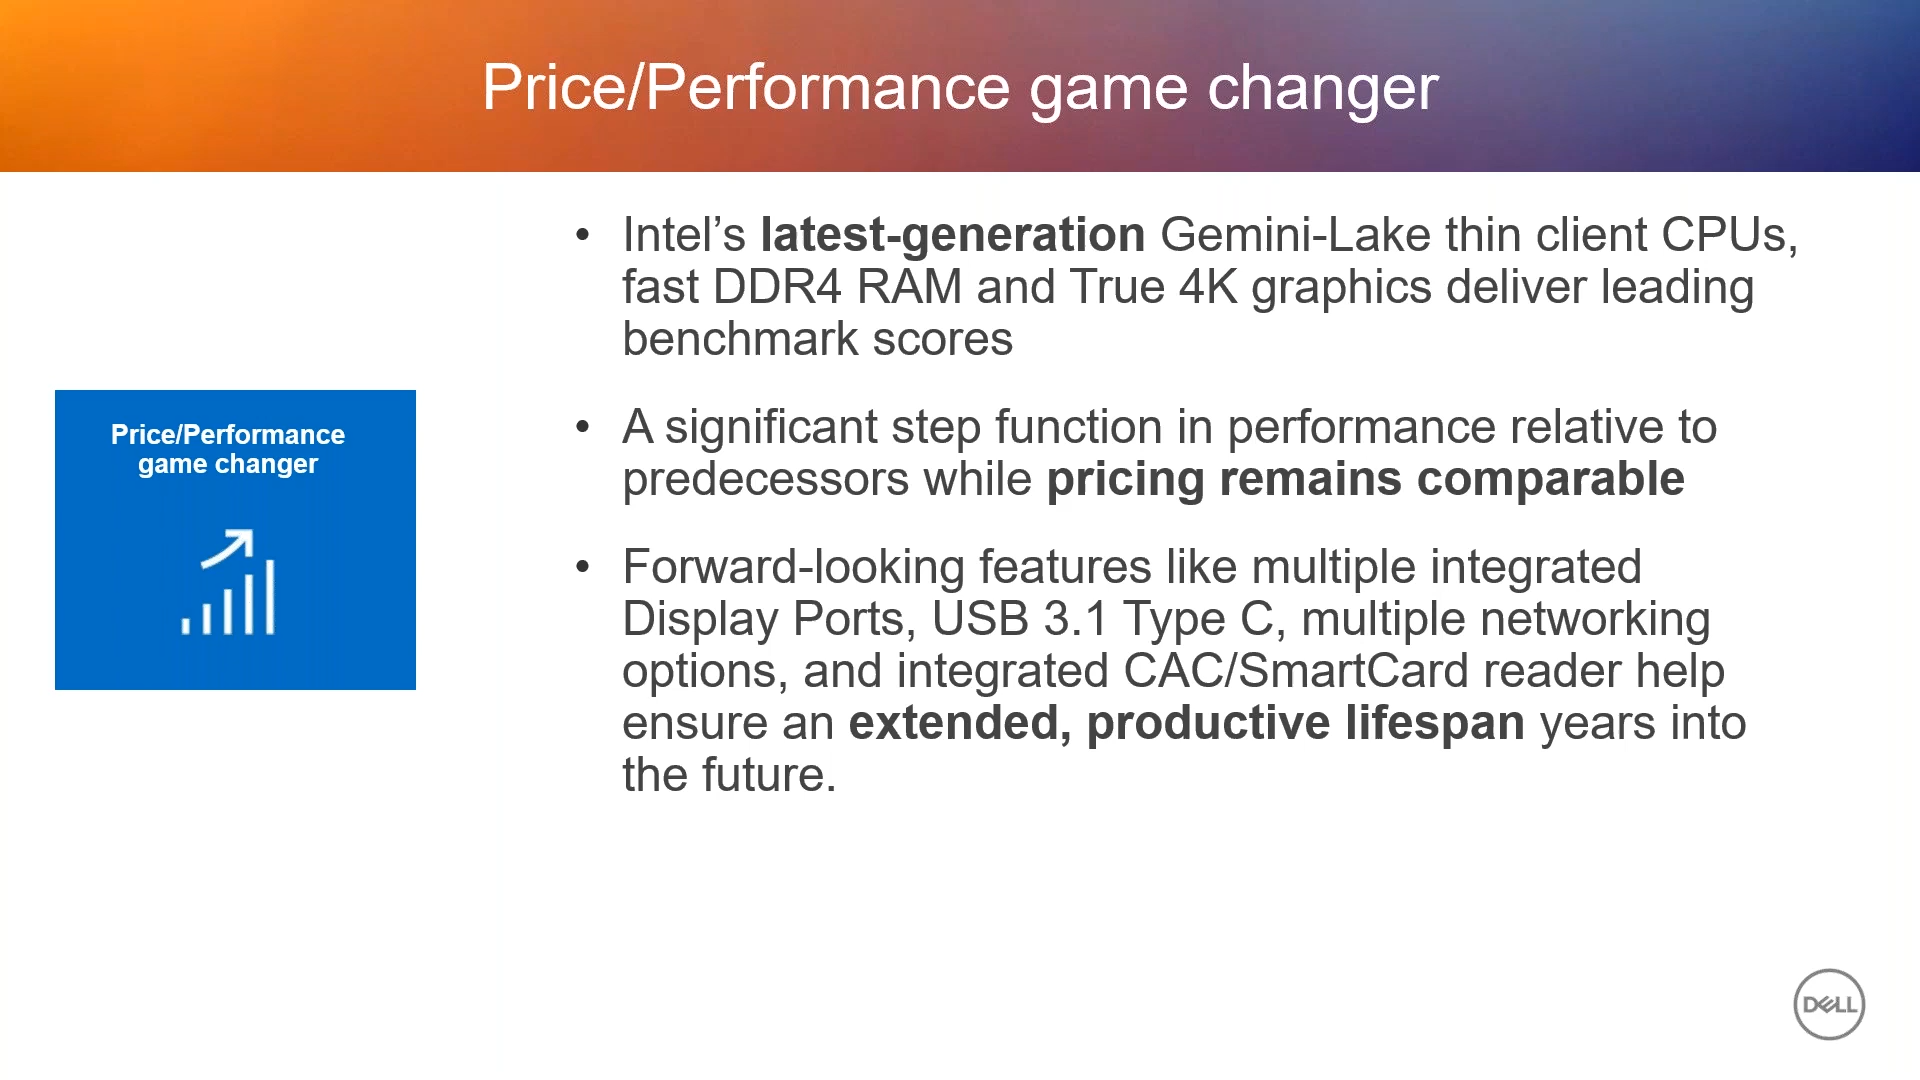 Price/Performance game changer
Price/Performance
game changer
• Intel’s latest-generation Gemini-Lake thin client CPUs,
fast DDR4 RAM and True 4K graphics deliver leading
benchmark scores
• A significant step function in performance relative to
predecessors while pricing remains comparable
• Forward-looking features like multiple integrated
Display Ports, USB 3.1 Type C, multiple networking
options, and integrated CAC/SmartCard reader help
ensure an extended, productive lifespan years into
the future.
DELL